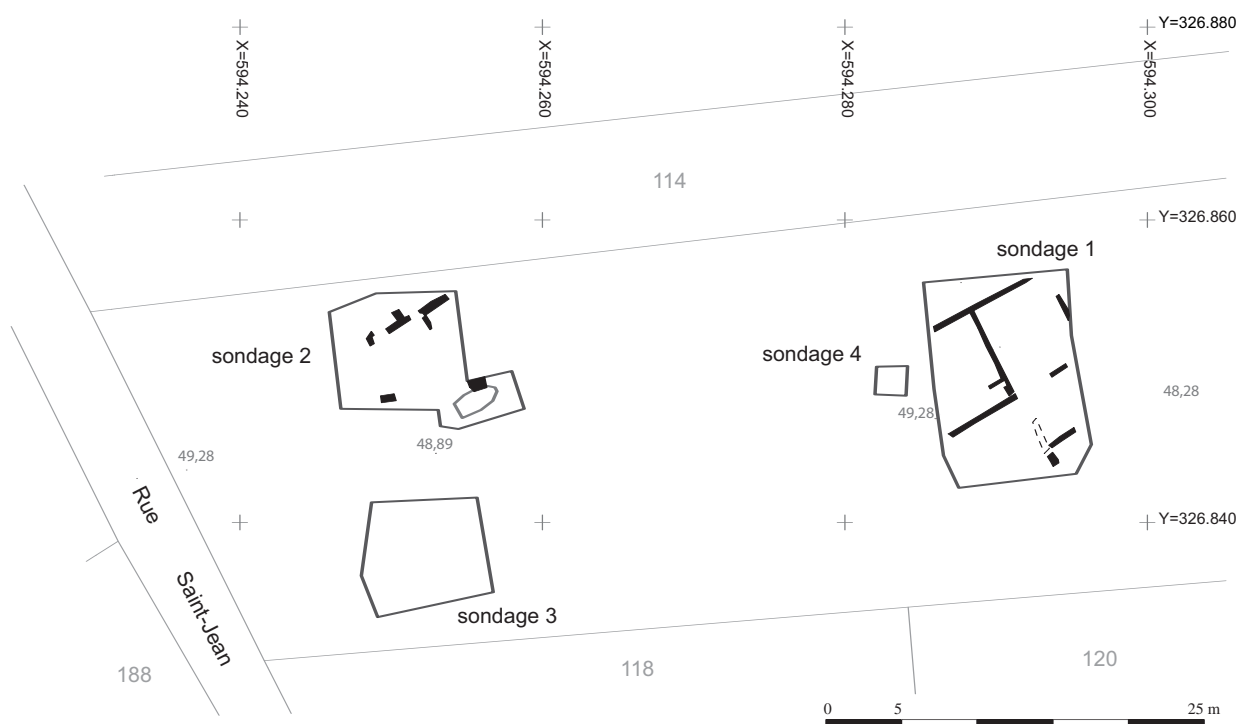 Y=326.880
X=594.240
X=594.260
X=594.280
X=594.300
114
Y=326.860
sondage 1
sondage 2
sondage 4
48,28
49,28
48,89
49,28
Rue
Saint-Jean
Y=326.840
sondage 3
188
118
120
0 5 25 m